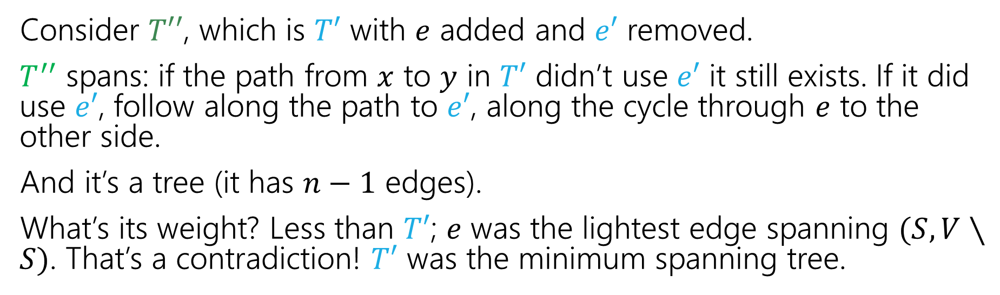 Consider T′′, which is T′ with e added and e′ removed.
T′′ spans: if the path from x to y in T′ didn’t use e′ it still exists. If it did
use e′, follow along the path to e′, along the cycle through e to the
other side.
And it’s a tree (it has n − 1 edges).
What’s its weight? Less than T′; e was the lightest edge spanning (S, V \
S). That’s a contradiction! T′ was the minimum spanning tree.